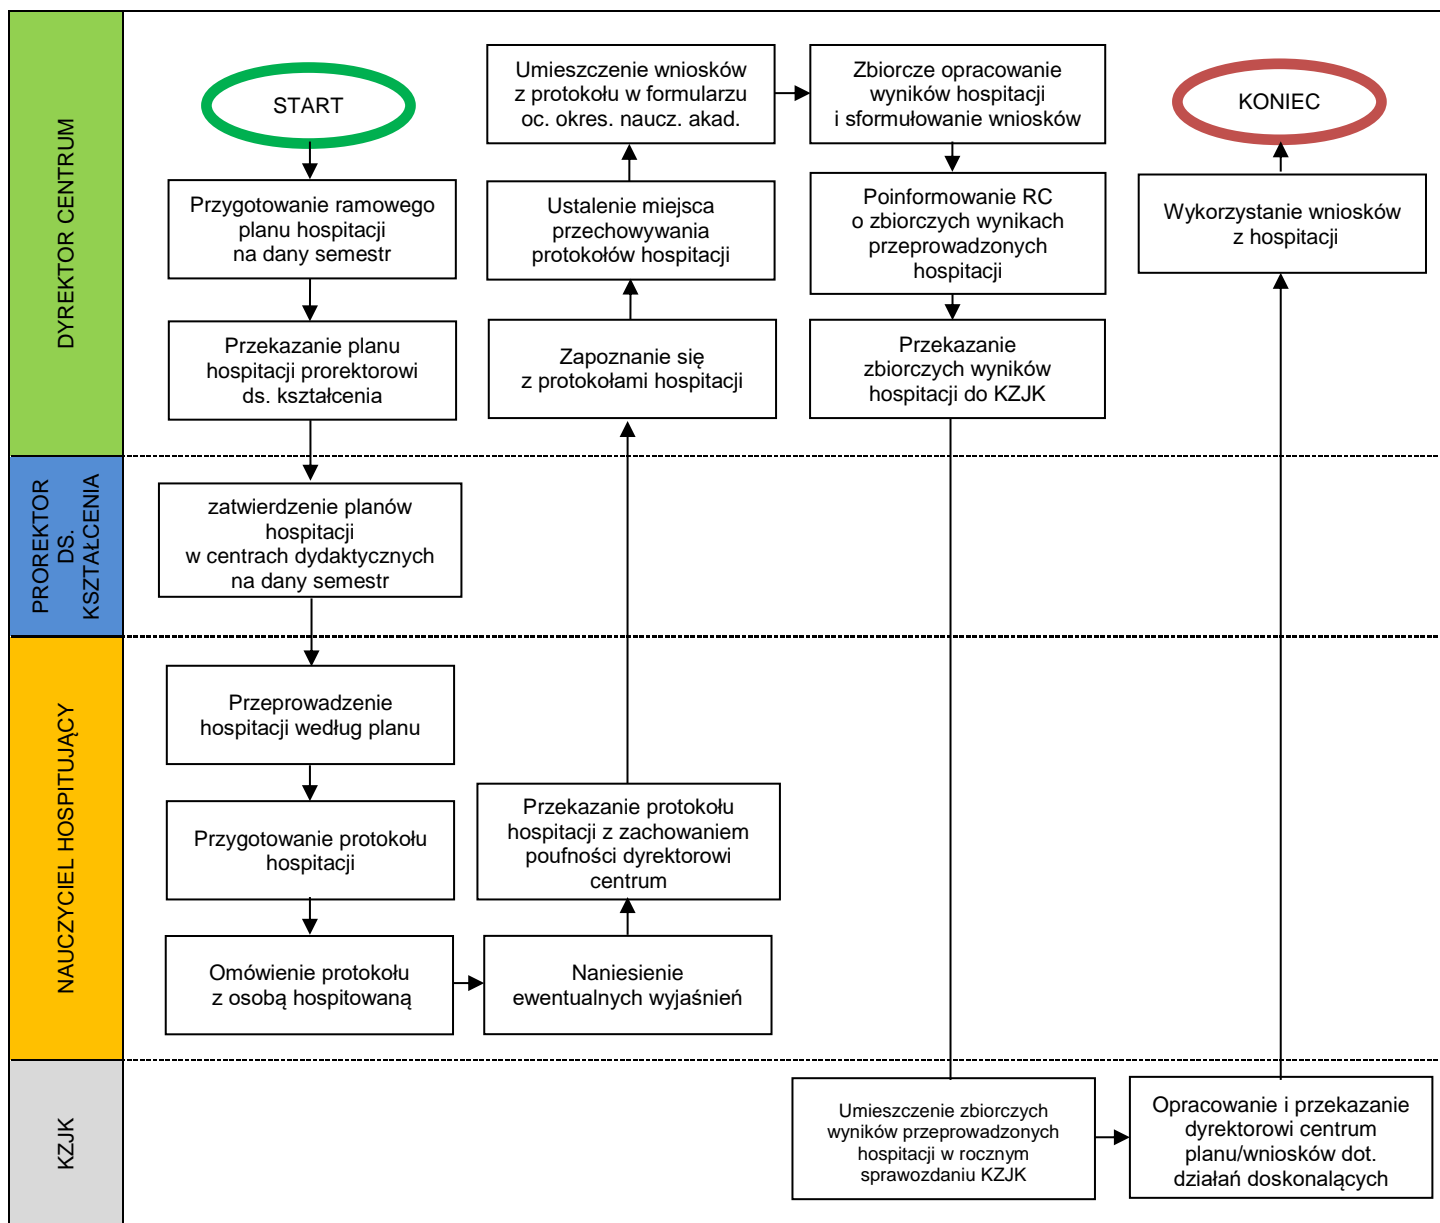 DYREKTOR CENTRUM
START
Przygotowanie ramowego
planu hospitacji
na dany semestr
Przekazanie planu
hospitacji prorektorowi
ds. kształcenia
Umieszczenie wniosków
z protokołu w formularzu
oc. okres. naucz. akad.
Ustalenie miejsca
przechowywania
protokołów hospitacji
Zapoznanie się
z protokołami hospitacji
Zbiorcze opracowanie
wyników hospitacji
i sformułowanie wniosków
Poinformowanie RC
o zbiorczych wynikach
przeprowadzonych
hospitacji
Przekazanie
zbiorczych wyników
hospitacji do KZJK
KONIEC
Wykorzystanie wniosków
z hospitacji
PROREKTOR
DS.
KSZTAŁCENIA
zatwierdzenie planów
hospitacji
w centrach dydaktycznych
na dany semestr
NAUCZYCIEL HOSPITUJĄCY
Przeprowadzenie
hospitacji według planu
Przygotowanie protokołu
hospitacji
Omówienie protokołu
z osobą hospitowaną
Przekazanie protokołu
hospitacji z zachowaniem
poufności dyrektorowi
centrum
Naniesienie
ewentualnych wyjaśnień
KZJK
Umieszczenie zbiorczych
wyników przeprowadzonych
hospitacji w rocznym
sprawozdaniu KZJK
Opracowanie i przekazanie
dyrektorowi centrum
planu/wniosków dot.
działań doskonalących